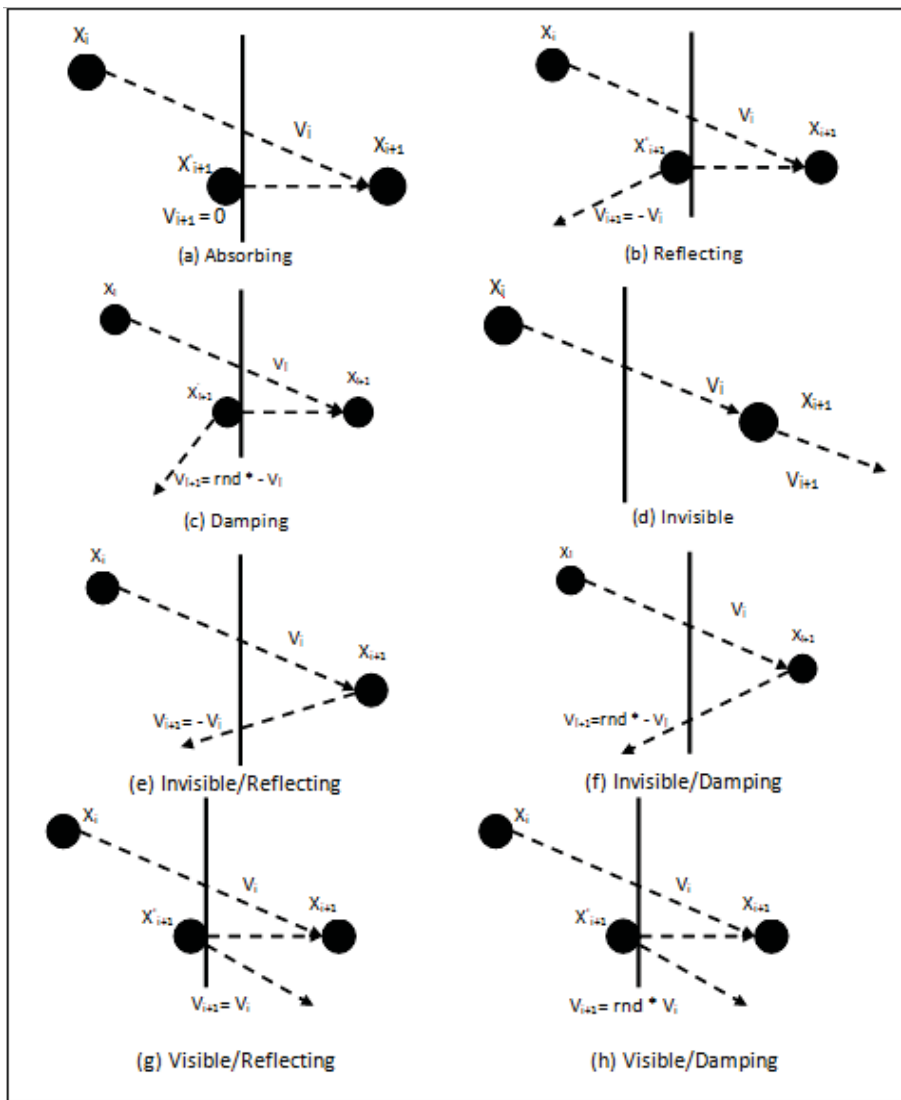 Xᵢ
Vᵢ
Xᵢ₊₁
X'ᵢ₊₁
Vᵢ₊₁ = 0
(a) Absorbing
Xᵢ
Vᵢ
Xᵢ₊₁
X'ᵢ₊₁
Vᵢ₊₁= - Vᵢ
(b) Reflecting
Xᵢ
Vᵢ
Xᵢ₊₁
X'ᵢ₊₁
Vᵢ₊₁= rnd * - Vᵢ
(c) Damping
Xᵢ
Vᵢ
Xᵢ₊₁
Vᵢ₊₁
(d) Invisible
Xᵢ
Vᵢ
Xᵢ₊₁
Vᵢ₊₁= - Vᵢ
(e) Invisible/Reflecting
Xᵢ
Vᵢ
Xᵢ₊₁
Vᵢ₊₁=rnd * - Vᵢ
(f) Invisible/Damping
Xᵢ
Vᵢ
Xᵢ₊₁
X'ᵢ₊₁
Vᵢ₊₁= Vᵢ
(g) Visible/Reflecting
Xᵢ
Vᵢ
Xᵢ₊₁
X'ᵢ₊₁
Vᵢ₊₁= rnd * Vᵢ
(h) Visible/Damping